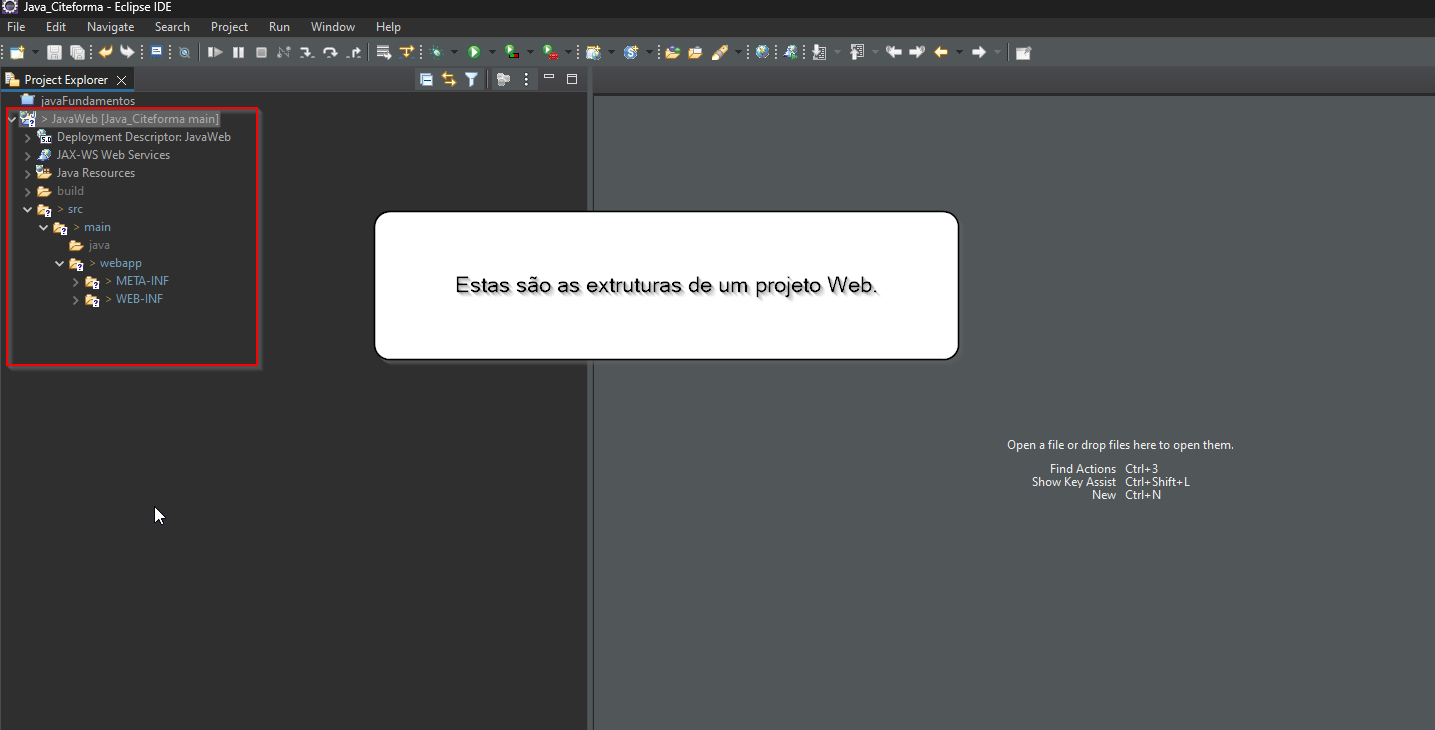 Java_Citeforma - Eclipse IDE
File Edit Navigate Search Project Run Window Help
Project Explorer
javaFundamentos
> JavaWeb [Java_Citeforma main]
Deployment Descriptor: JavaWeb
JAX-WS Web Services
Java Resources
build
> src
> main
java
> webapp
> META-INF
> WEB-INF
Estas são as extruturas de um projeto Web.
Open a file or drop files here to open them.
Find Actions Ctrl+3
Show Key Assist Ctrl+Shift+L
New Ctrl+N